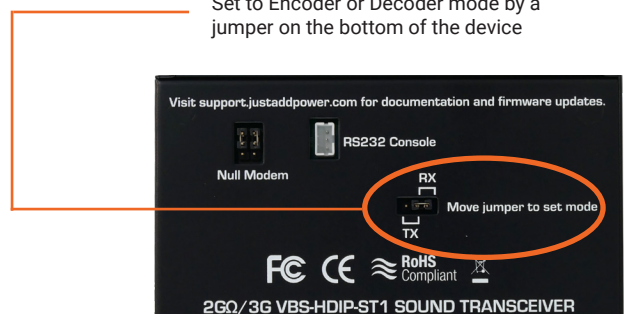 Set to Encoder or Decoder mode by a
jumper on the bottom of the device
Visit support.justaddpower.com for documentation and firmware updates.
RS232 Console
Null Modem
RX
Move jumper to set mode
TX
FC CE RoHS Compliant
2GΩ/3G VBS-HDIP-ST1 SOUND TRANSCEIVER